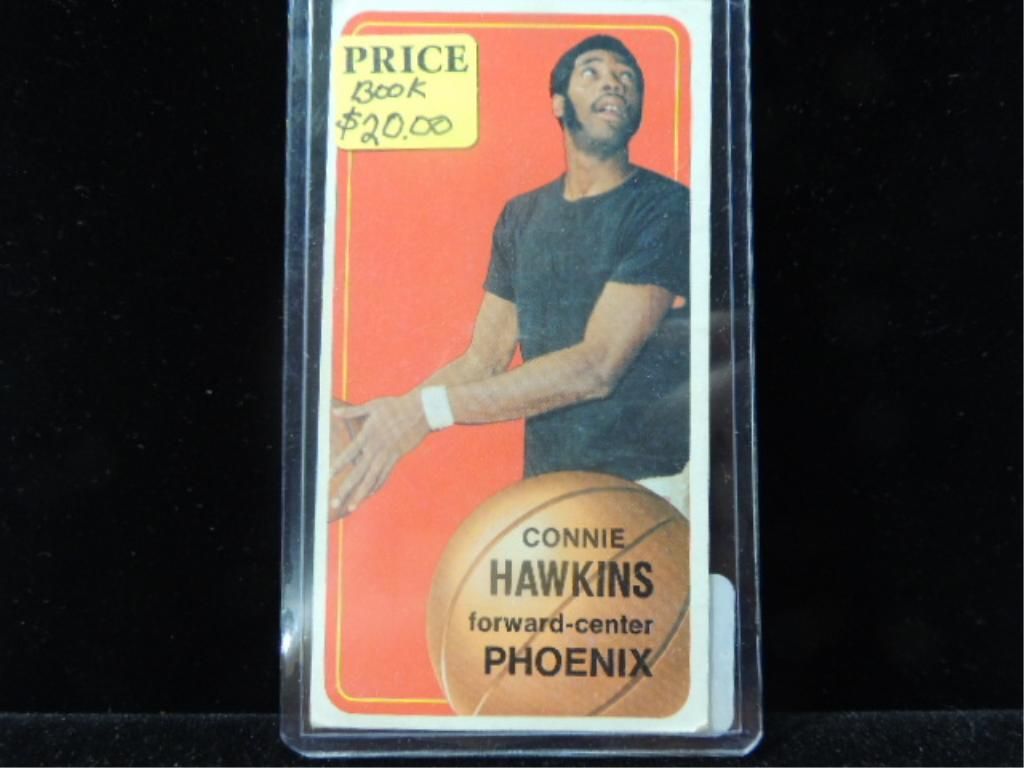 PRICE
BOOK
$20.00
CONNIE
HAWKINS
forward-center
PHOENIX